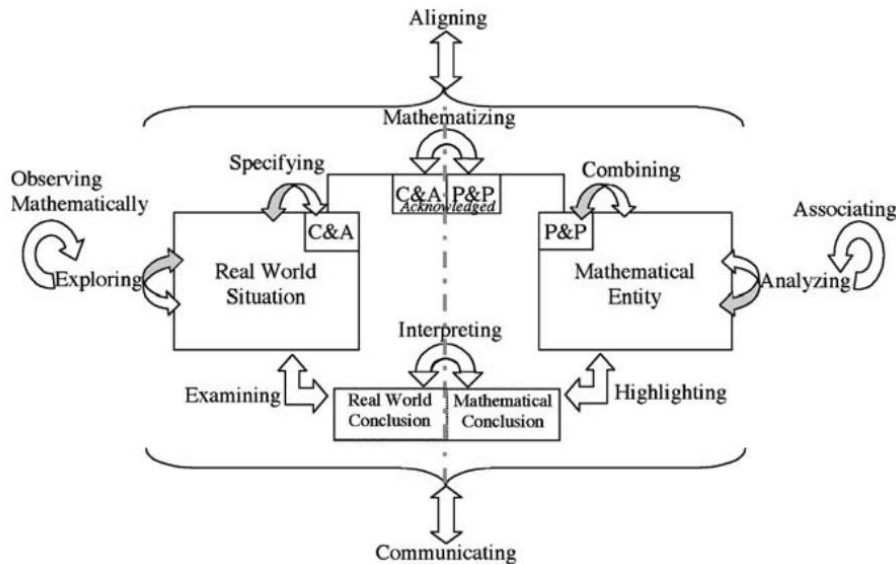 Aligning
Mathematizing
Specifying
Combining
Observing
Mathematically
C&A P&P
Acknowledged
Associating
C&A
P&P
Exploring
Real World
Situation
Mathematical
Entity
Analyzing
Interpreting
Examining
Highlighting
Real World
Conclusion
Mathematical
Conclusion
Communicating